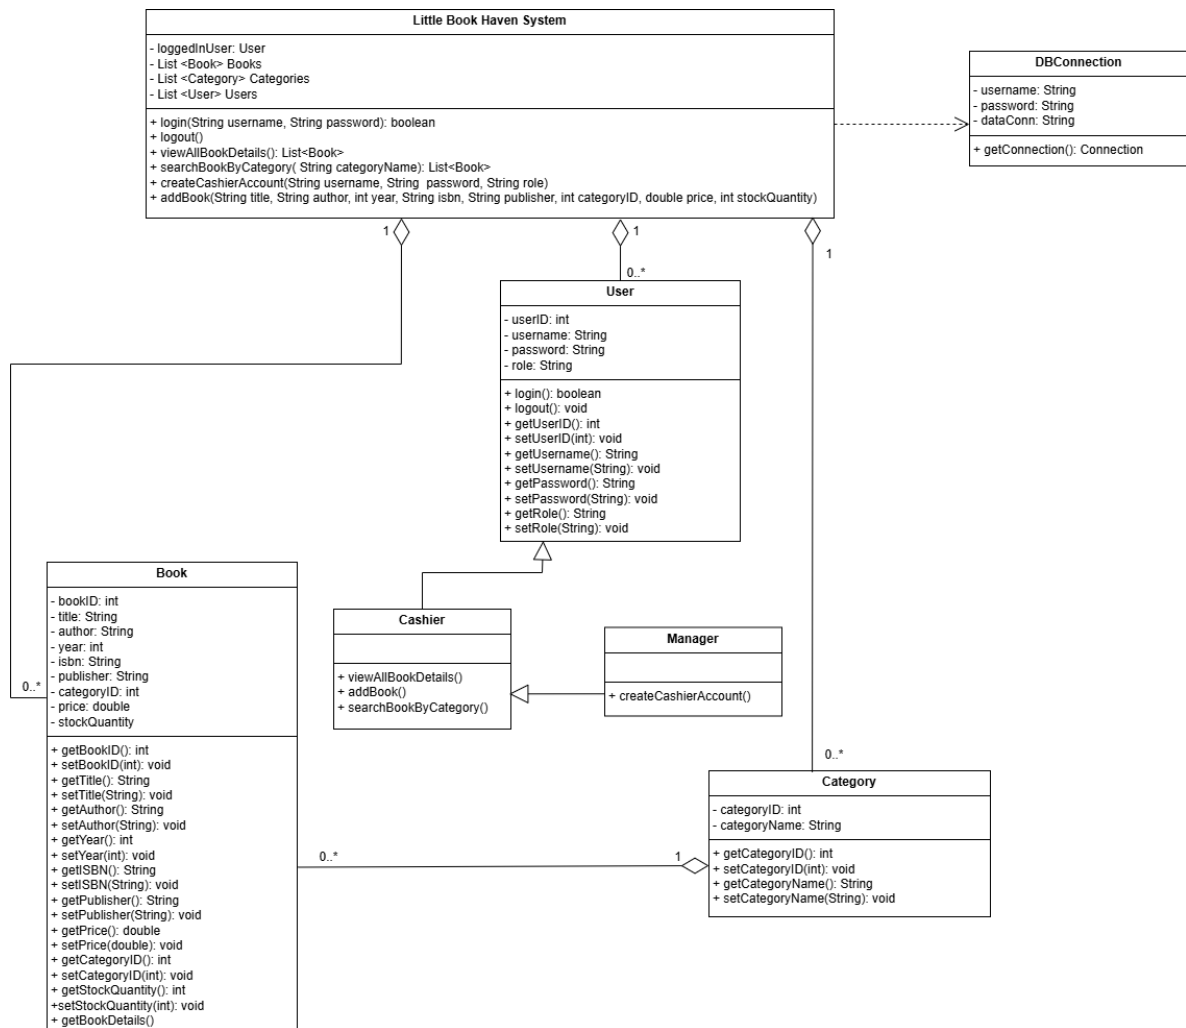 Little Book Haven System
- loggedInUser: User
- List <Book> Books
- List <Category> Categories
- List <User> Users
+ login(String username, String password): boolean
+ logout()
+ viewAllBookDetails(): List<Book>
+ searchBookByCategory( String categoryName): List<Book>
+ createCashierAccount(String username, String password, String role)
+ addBook(String title, String author, int year, String isbn, String publisher, int categoryID, double price, int stockQuantity)
DBConnection
- username: String
- password: String
- dataConn: String
+ getConnection(): Connection
1
1
1
0..*
User
- userID: int
- username: String
- password: String
- role: String
+ login(): boolean
+ logout(): void
+ getUserID(): int
+ setUserID(int): void
+ getUsername(): String
+ setUsername(String): void
+ getPassword(): String
+ setPassword(String): void
+ getRole(): String
+ setRole(String): void
Book
- bookID: int
- title: String
- author: String
- year: int
- isbn: String
- publisher: String
- categoryID: int
- price: double
- stockQuantity
+ getBookID(): int
+ setBookID(int): void
+ getTitle(): String
+ setTitle(String): void
+ getAuthor(): String
+ setAuthor(String): void
+ getYear(): int
+ setYear(int): void
+ getISBN(): String
+ setISBN(String): void
+ getPublisher(): String
+ setPublisher(String): void
+ getPrice(): double
+ setPrice(double): void
+ getCategoryID(): int
+ setCategoryID(int): void
+ getStockQuantity(): int
+setStockQuantity(int): void
+ getBookDetails()
0..*
Cashier
+ viewAllBookDetails()
+ addBook()
+ searchBookByCategory()
Manager
+ createCashierAccount()
0..*
Category
- categoryID: int
- categoryName: String
+ getCategoryID(): int
+ setCategoryID(int): void
+ getCategoryName(): String
+ setCategoryName(String): void
0..*
1